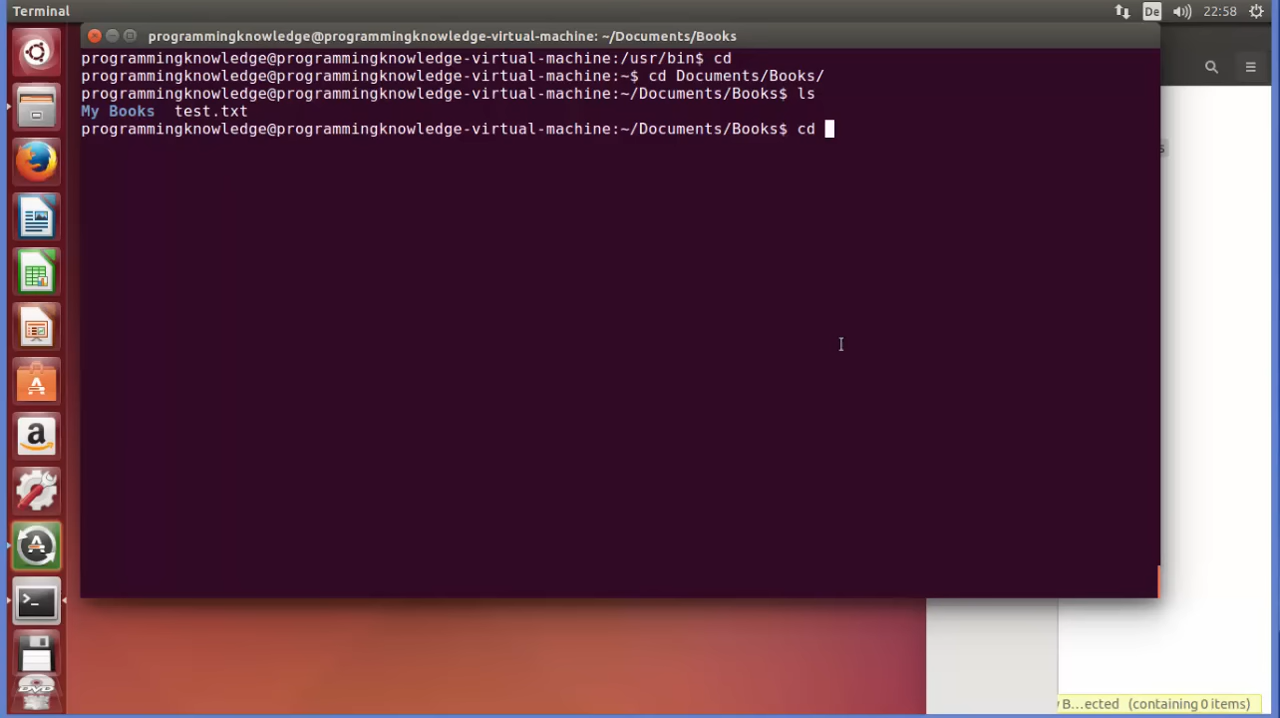 Terminal
De
22:58
programmingknowledge@programmingknowledge-virtual-machine: ~/Documents/Books
programmingknowledge@programmingknowledge-virtual-machine:/usr/bin$ cd
programmingknowledge@programmingknowledge-virtual-machine:~$ cd Documents/Books/
programmingknowledge@programmingknowledge-virtual-machine:~/Documents/Books$ ls
My Books  test.txt
programmingknowledge@programmingknowledge-virtual-machine:~/Documents/Books$ cd
B...ected (containing 0 items)